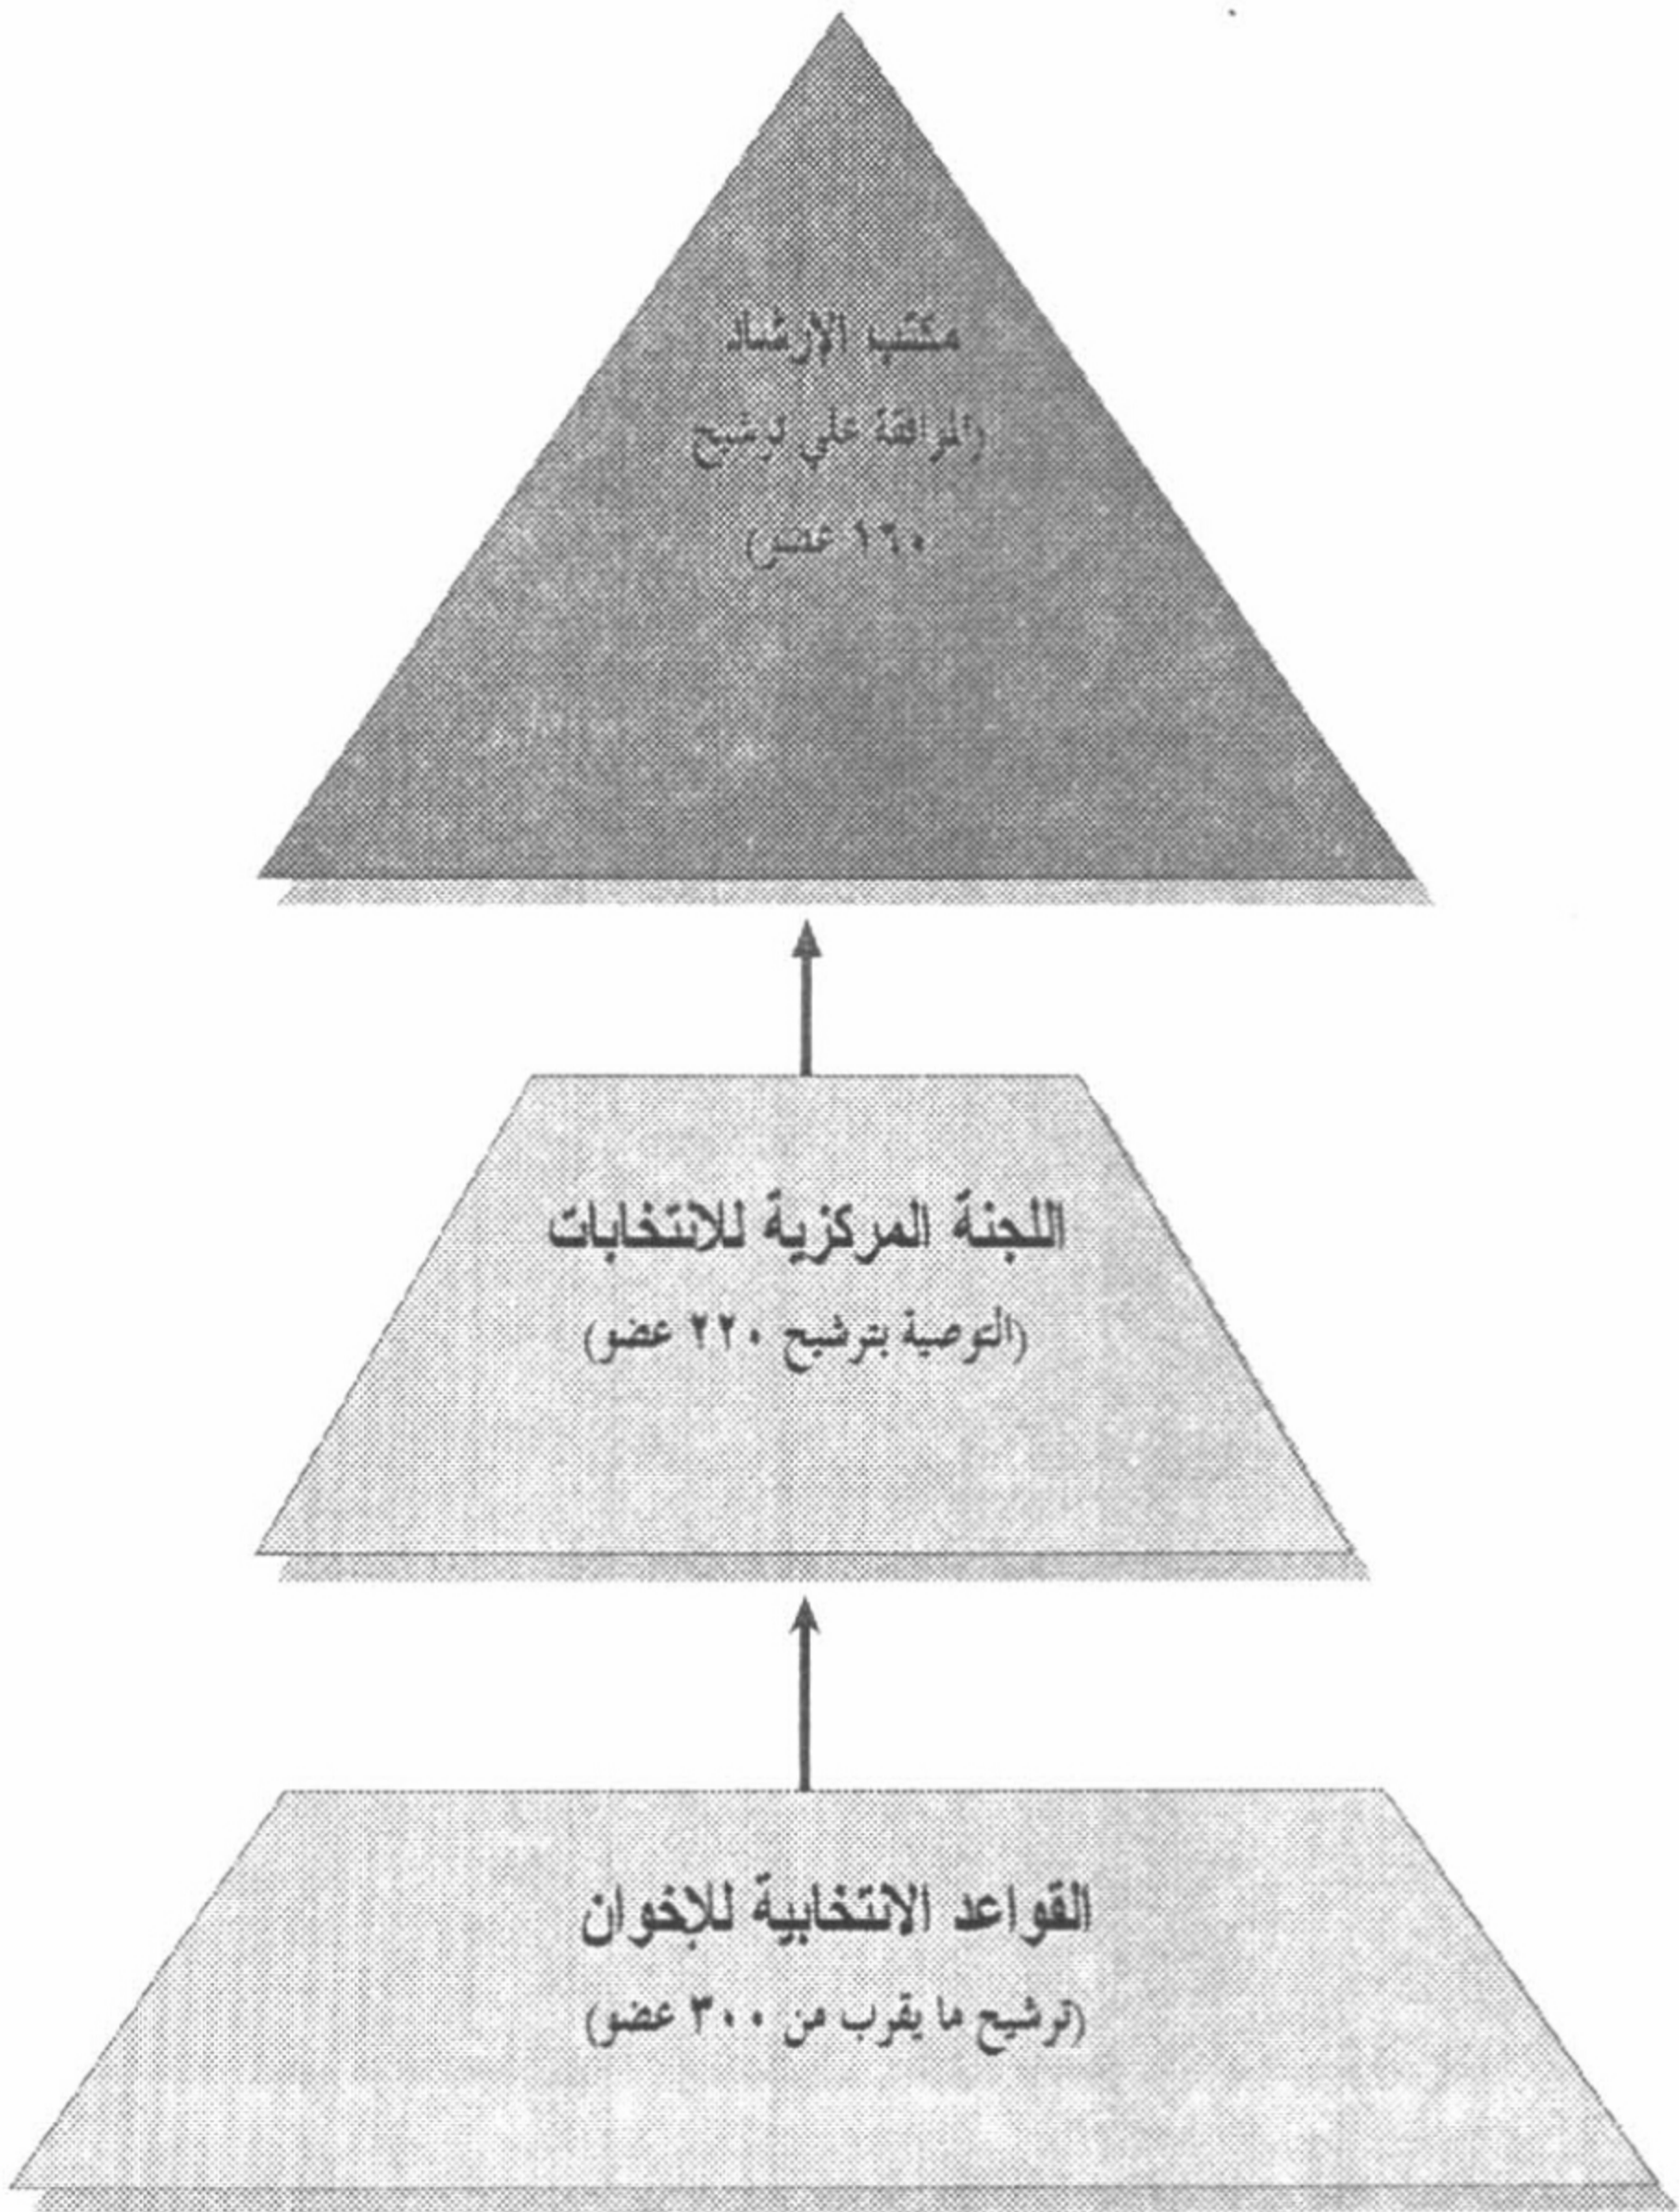 مكتب الإرشاد
(الموافقة علي ترشيح
١٦٠ عضو)
اللجنة المركزية للانتخابات
(التوصية بترشيح ٢٢٠ عضو)
القواعد الانتخابية للإخوان
(ترشيح ما يقرب من ٣٠٠ عضو)